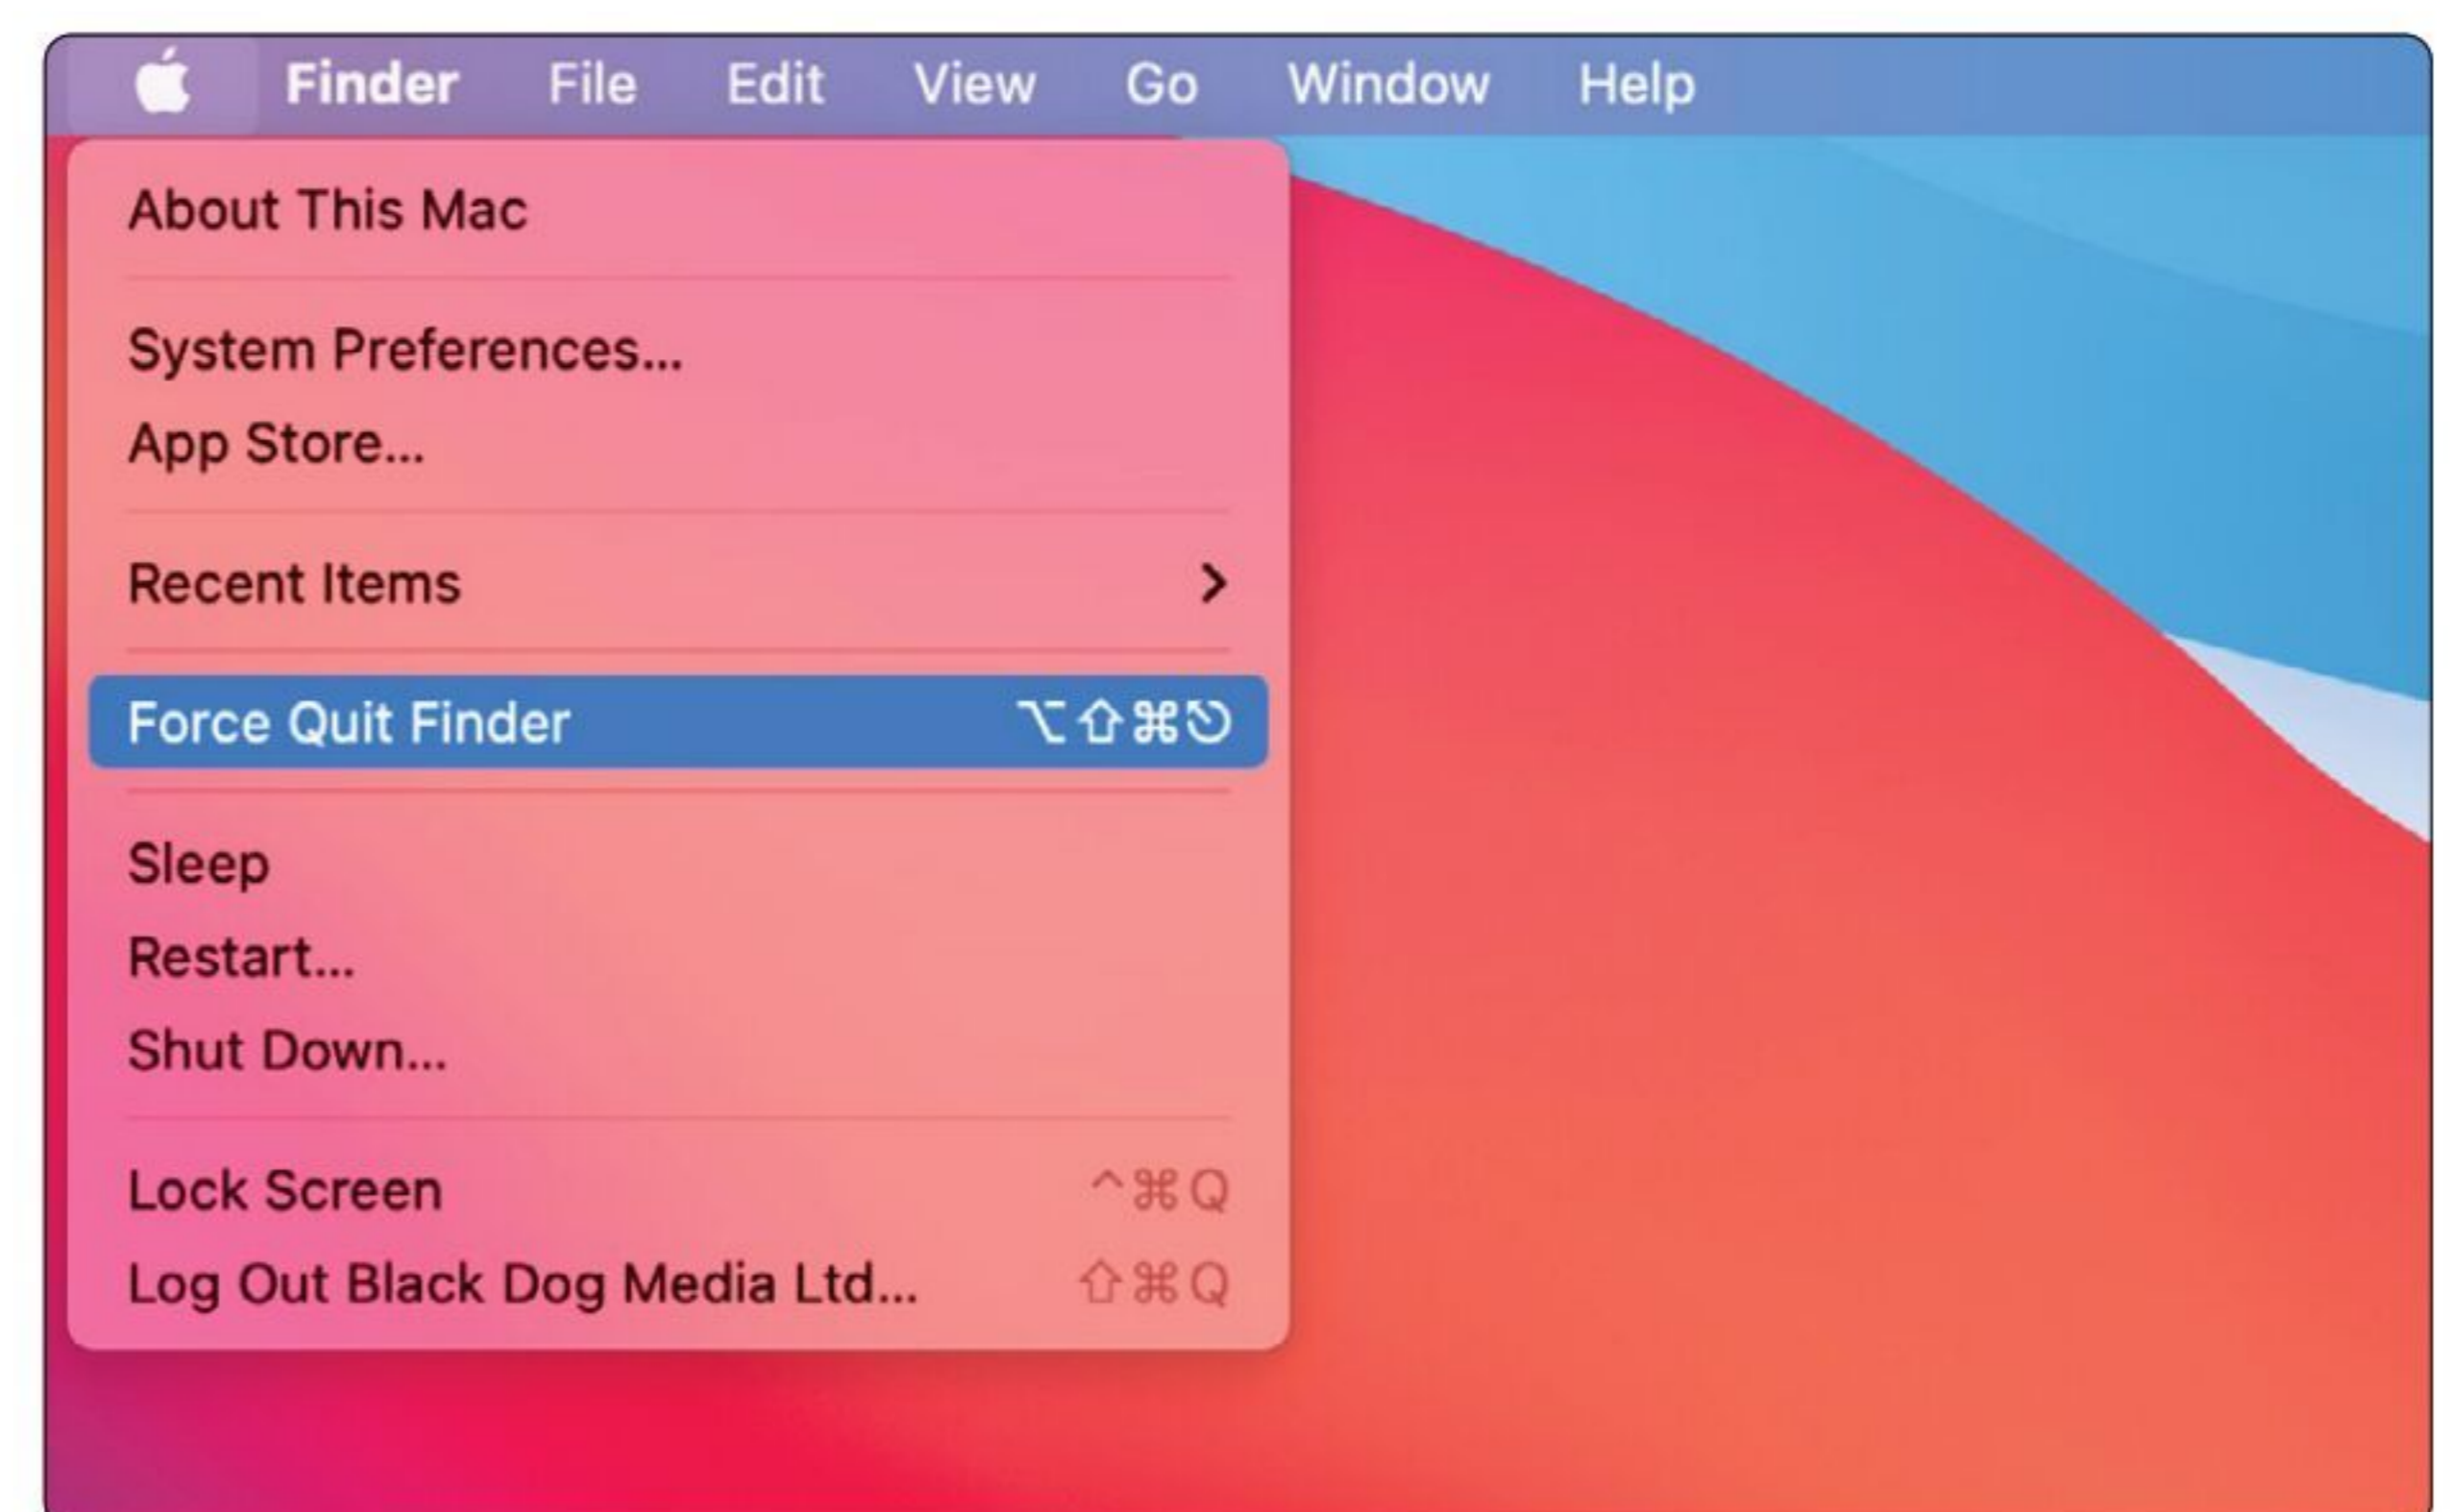 Finder File Edit View Go Window Help
About This Mac
System Preferences...
App Store...
Recent Items >
Force Quit Finder ⌥⇧⌘⎋
Sleep
Restart...
Shut Down...
Lock Screen ^⌘Q
Log Out Black Dog Media Ltd... ⇧⌘Q